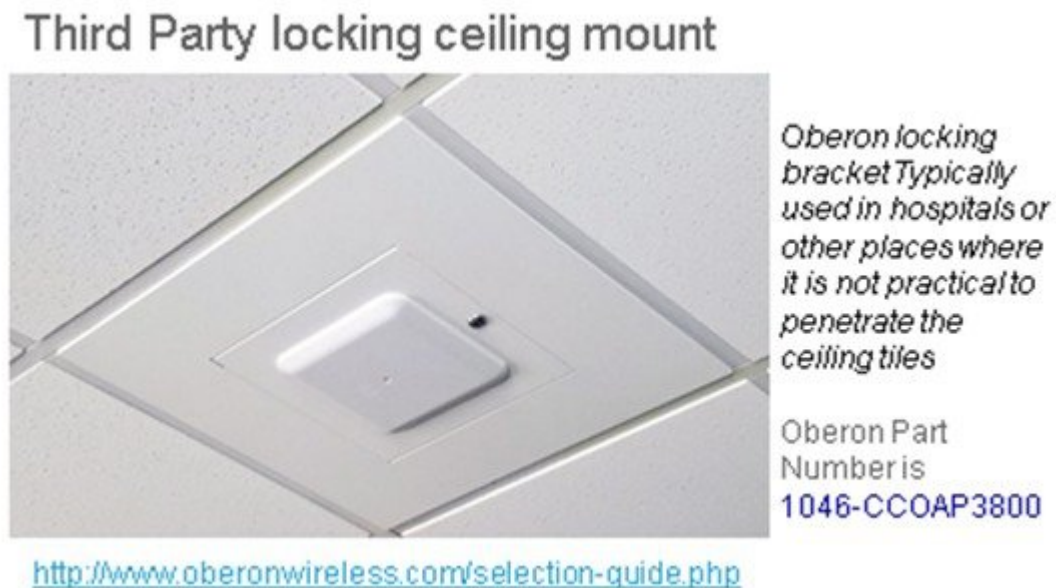 Third Party locking ceiling mount
Oberon locking
bracket Typically
used in hospitals or
other places where
it is not practical to
penetrate the
ceiling tiles
Oberon Part
Number is
1046-CCOAP3800
http://www.oberonwireless.com/selection-guide.php